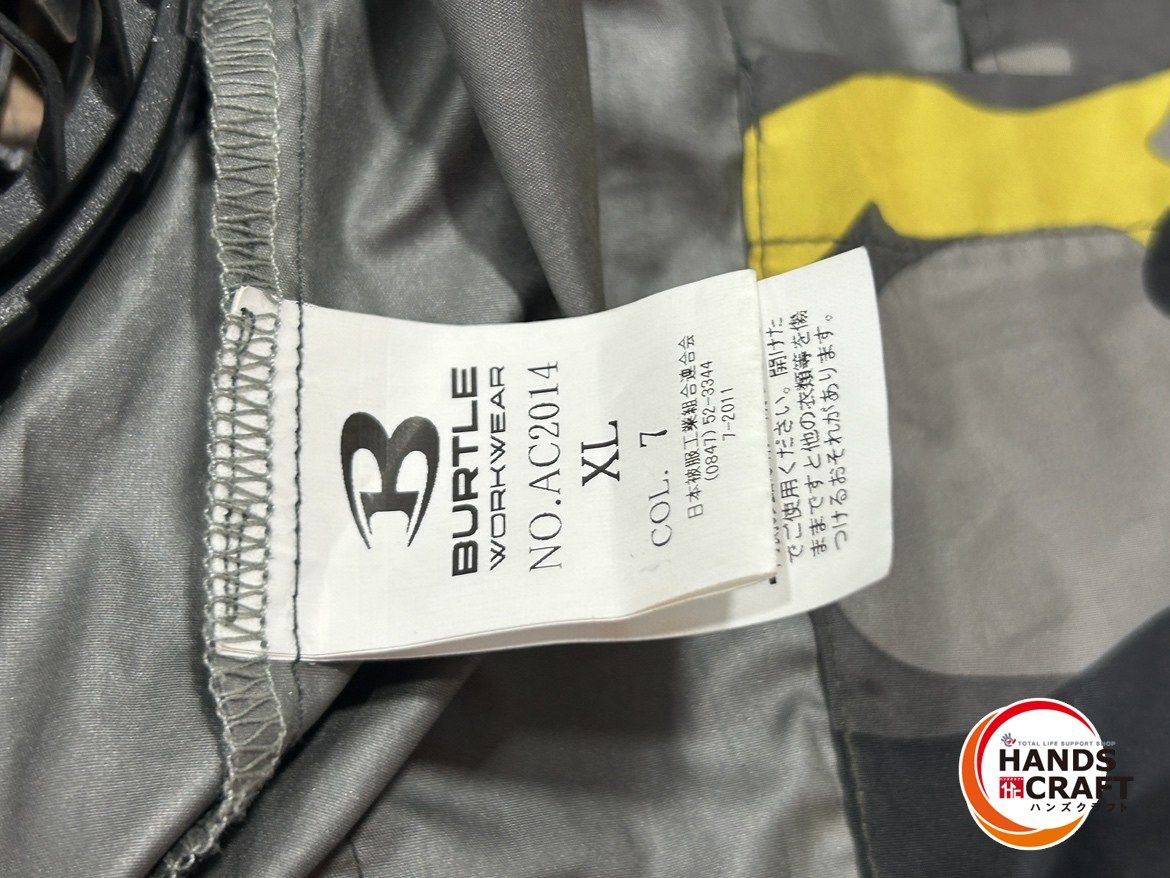 B
BURTLE
WORKWEAR
NO.AC2014
XL
COL. 7
日本被服工業組合連合会
(0847) 52-3344
7-2011
でご使用ください。開けた
ままですと他の衣類等を傷
つけるおそれがあります。
TOTAL LIFE SUPPORT SHOP
HANDS
CRAFT
ハンズクラフト